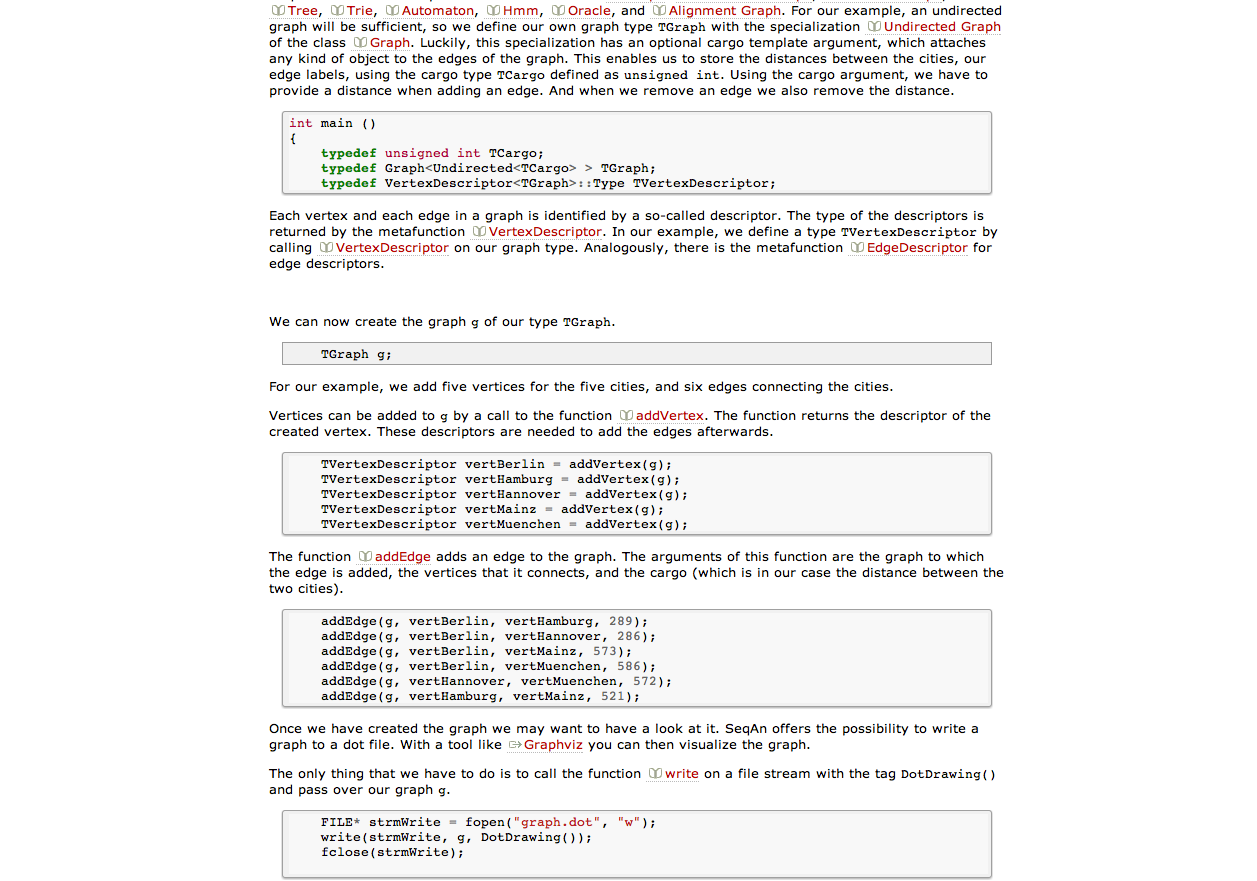 Tree, Trie, Automaton, Hmm, Oracle, and Alignment Graph. For our example, an undirected
graph will be sufficient, so we define our own graph type TGraph with the specialization Undirected Graph
of the class Graph. Luckily, this specialization has an optional cargo template argument, which attaches
any kind of object to the edges of the graph. This enables us to store the distances between the cities, our
edge labels, using the cargo type TCargo defined as unsigned int. Using the cargo argument, we have to
provide a distance when adding an edge. And when we remove an edge we also remove the distance.
int main ()
{
typedef unsigned int TCargo;
typedef Graph<Undirected<TCargo> > TGraph;
typedef VertexDescriptor<TGraph>::Type TVertexDescriptor;
Each vertex and each edge in a graph is identified by a so-called descriptor. The type of the descriptors is
returned by the metafunction VertexDescriptor. In our example, we define a type TVertexDescriptor by
calling VertexDescriptor on our graph type. Analogously, there is the metafunction EdgeDescriptor for
edge descriptors.
We can now create the graph g of our type TGraph.
TGraph g;
For our example, we add five vertices for the five cities, and six edges connecting the cities.
Vertices can be added to g by a call to the function addVertex. The function returns the descriptor of the
created vertex. These descriptors are needed to add the edges afterwards.
TVertexDescriptor vertBerlin = addVertex(g);
TVertexDescriptor vertHamburg = addVertex(g);
TVertexDescriptor vertHannover = addVertex(g);
TVertexDescriptor vertMainz = addVertex(g);
TVertexDescriptor vertMuenchen = addVertex(g);
The function addEdge adds an edge to the graph. The arguments of this function are the graph to which
the edge is added, the vertices that it connects, and the cargo (which is in our case the distance between the
two cities).
addEdge(g, vertBerlin, vertHamburg, 289);
addEdge(g, vertBerlin, vertHannover, 286);
addEdge(g, vertBerlin, vertMainz, 573);
addEdge(g, vertBerlin, vertMuenchen, 586);
addEdge(g, vertHannover, vertMuenchen, 572);
addEdge(g, vertHamburg, vertMainz, 521);
Once we have created the graph we may want to have a look at it. SeqAn offers the possibility to write a
graph to a dot file. With a tool like Graphviz you can then visualize the graph.
The only thing that we have to do is to call the function write on a file stream with the tag DotDrawing()
and pass over our graph g.
FILE* strmWrite = fopen("graph.dot", "w");
write(strmWrite, g, DotDrawing());
fclose(strmWrite);